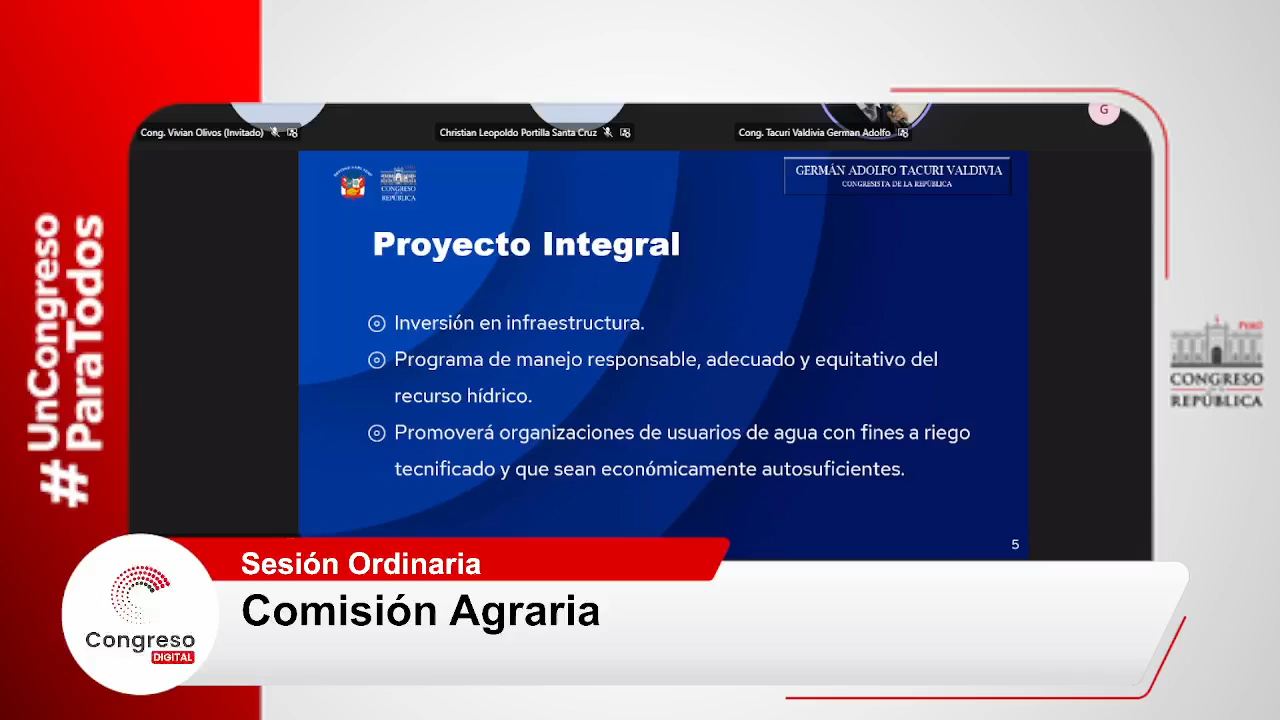 Cong. Vivian Olivos (Invitado)
Christian Leopoldo Portilla Santa Cruz
Cong. Tacuri Valdivia German Adolfo
G
CONGRESO
REPÚBLICA
GERMÁN ADOLFO TACURI VALDIVIA
CONGRESISTA DE LA REPÚBLICA
Proyecto Integral
Inversión en infraestructura.
Programa de manejo responsable, adecuado y equitativo del
recurso hídrico.
Promoverá organizaciones de usuarios de agua con fines a riego
tecnificado y que sean económicamente autosuficientes.
5
#UnCongreso
ParaTodos
PERÚ
CONGRESO
REPÚBLICA
Sesión Ordinaria
Comisión Agraria
Congreso
DIGITAL